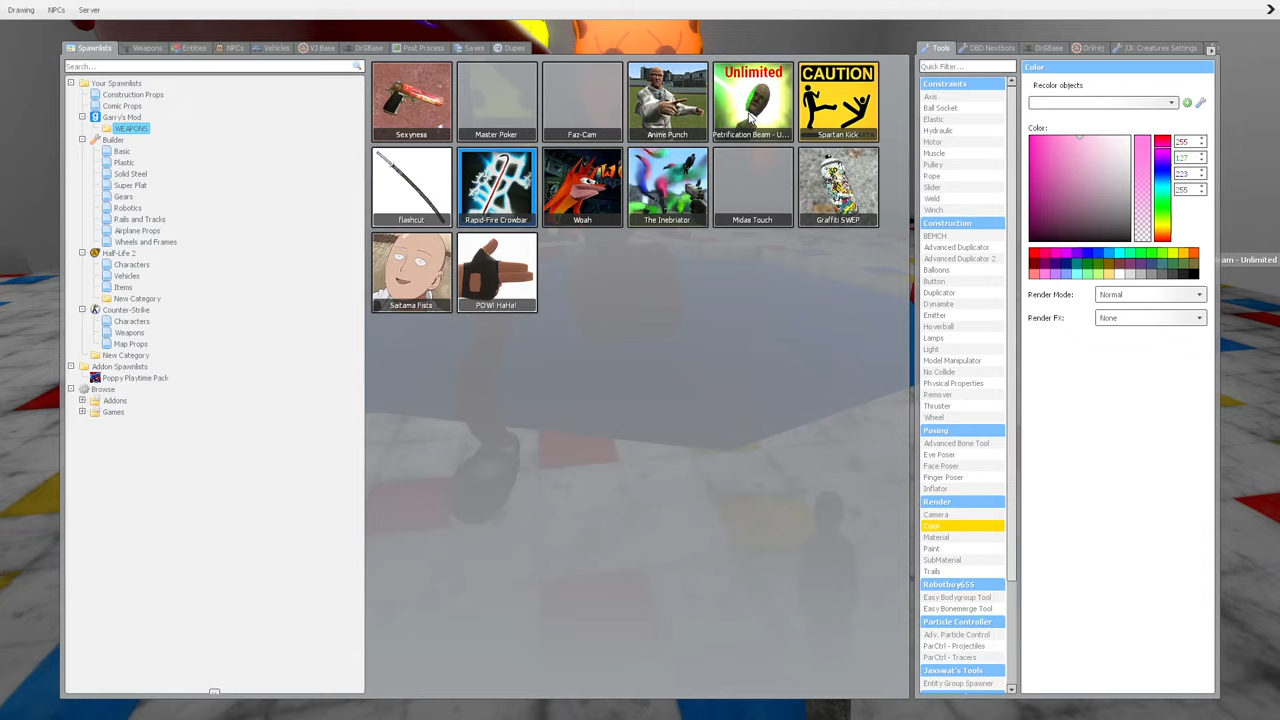 Drawing NPCs Server
Spawnlists Weapons Entities NPCs Vehicles VJ Base DrGBase Post Process Saves Dupes
Search...
Your Spawnlists
Construction Props
Comic Props
Garry's Mod
WEAPONS
Builder
Basic
Plastic
Solid Steel
Super Flat
Gears
Robotics
Rails and Tracks
Airplane Props
Wheels and Frames
Half-Life 2
Characters
Vehicles
Items
New Category
Counter-Strike
Characters
Weapons
Map Props
New Category
Addon Spawnlists
Poppy Playtime Pack
Browse
Addons
Games
Unlimited
CAUTION
Sexyness Master Poker Faz-Cam Anime Punch Petrification Beam - U... Spartan Kick
flashcut Rapid-Fire Crowbar Woah The Inebriator Midas Touch Graffiti SWEP
Saitama Fists POW! HaHa!
Tools DBD Nextbots DrGBase DrVrej JJk Creatures Settings
Quick Filter...
Constraints
Axis
Ball Socket
Elastic
Hydraulic
Motor
Muscle
Pulley
Rope
Slider
Weld
Winch
Construction
BEMCH
Advanced Duplicator
Advanced Duplicator 2
Balloons
Button
Duplicator
Dynamite
Emitter
Hoverball
Lamps
Light
Model Manipulator
No Collide
Physical Properties
Remover
Thruster
Wheel
Posing
Advanced Bone Tool
Eye Poser
Face Poser
Finger Poser
Inflator
Render
Camera
Color
Material
Paint
SubMaterial
Trails
Robotboy655
Easy Bodygroup Tool
Easy Bonemerge Tool
Particle Controller
Adv. Particle Control
ParCtrl - Projectiles
ParCtrl - Tracers
Jaxswat's Tools
Entity Group Spawner
Color
Recolor objects
Color:
255
127
223
255
eam - Unlimited
Render Mode: Normal
Render FX: None